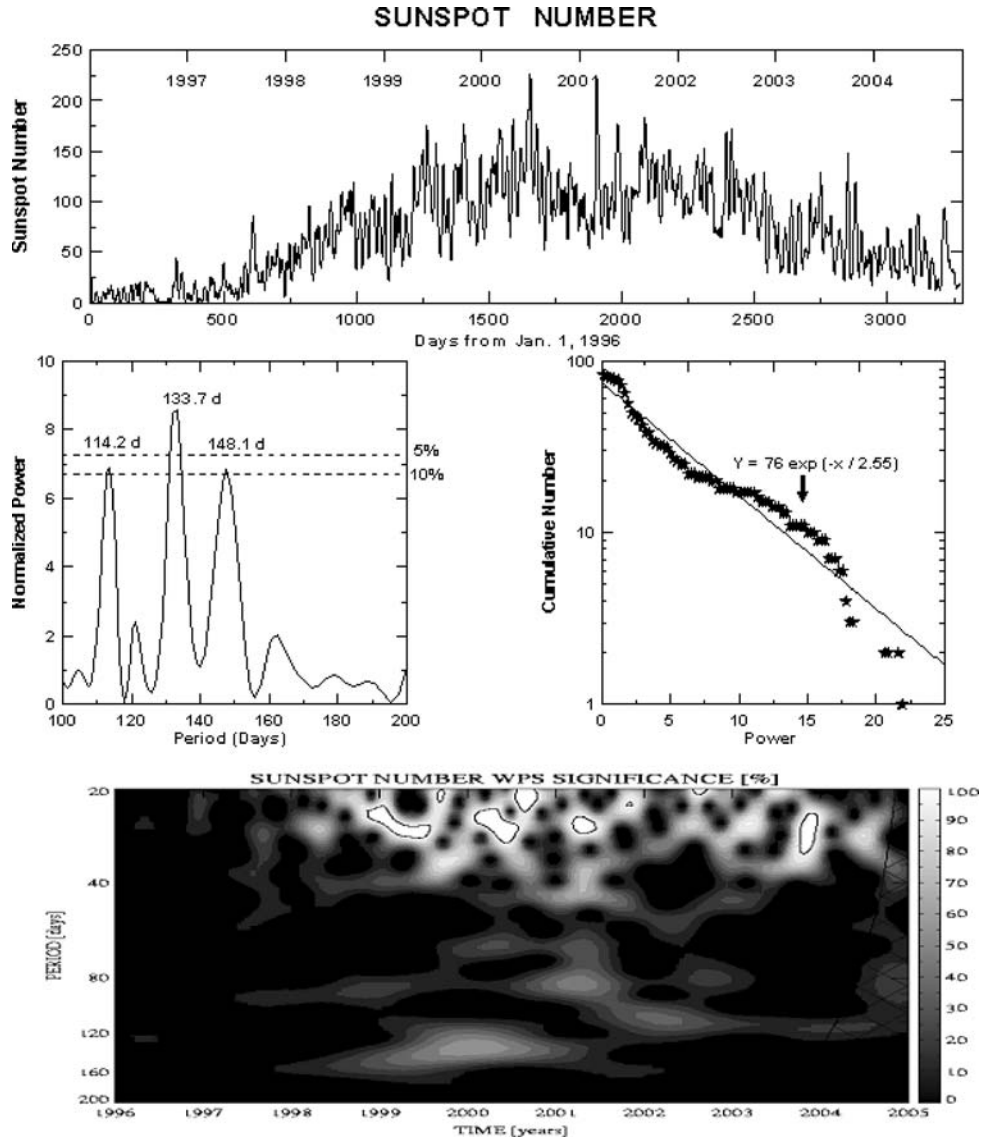 SUNSPOT NUMBER
250
1997 1998 1999 2000 2001 2002 2003 2004
200
150
100
50
0
Sunspot Number
0 500 1000 1500 2000 2500 3000
Days from Jan. 1, 1996
10
8
6
4
2
0
Normalized Power
133.7 d
114.2 d 148.1 d
5%
10%
100 120 140 160 180 200
Period (Days)
100
10
1
Cumulative Number
Y = 76 exp (-x / 2.55)
0 5 10 15 20 25
Power
SUNSPOT NUMBER WPS SIGNIFICANCE [%]
20
40
80
120
160
200
PERIOD [days]
100
90
80
70
60
50
40
30
20
10
0
1996 1997 1998 1999 2000 2001 2002 2003 2004 2005
TIME [years]